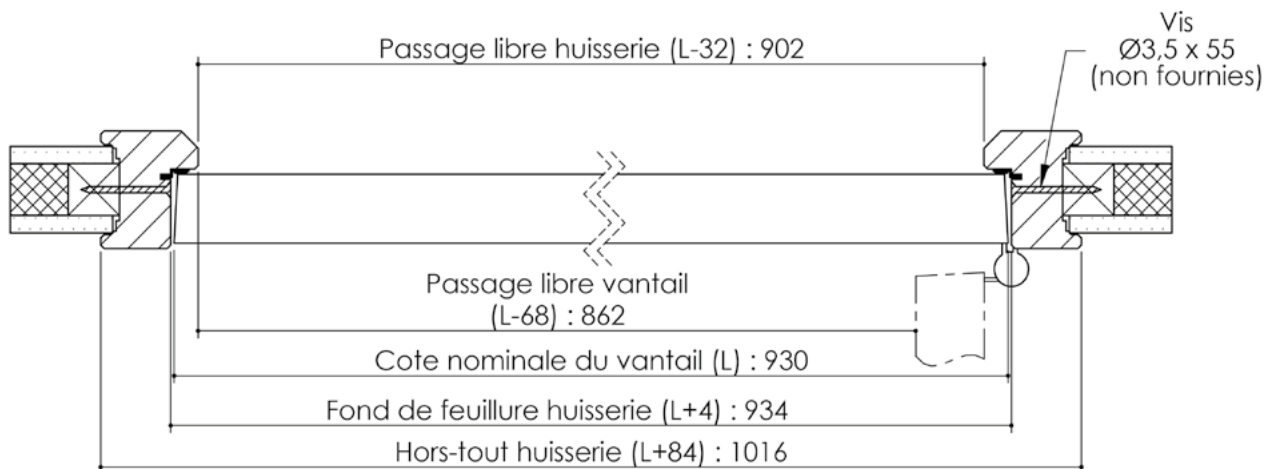 Vis
Ø3,5 x 55
(non fournies)
Passage libre huisserie (L-32) : 902
Passage libre vantail
(L-68) : 862
Cote nominale du vantail (L) : 930
Fond de feuillure huisserie (L+4) : 934
Hors-tout huisserie (L+84) : 1016